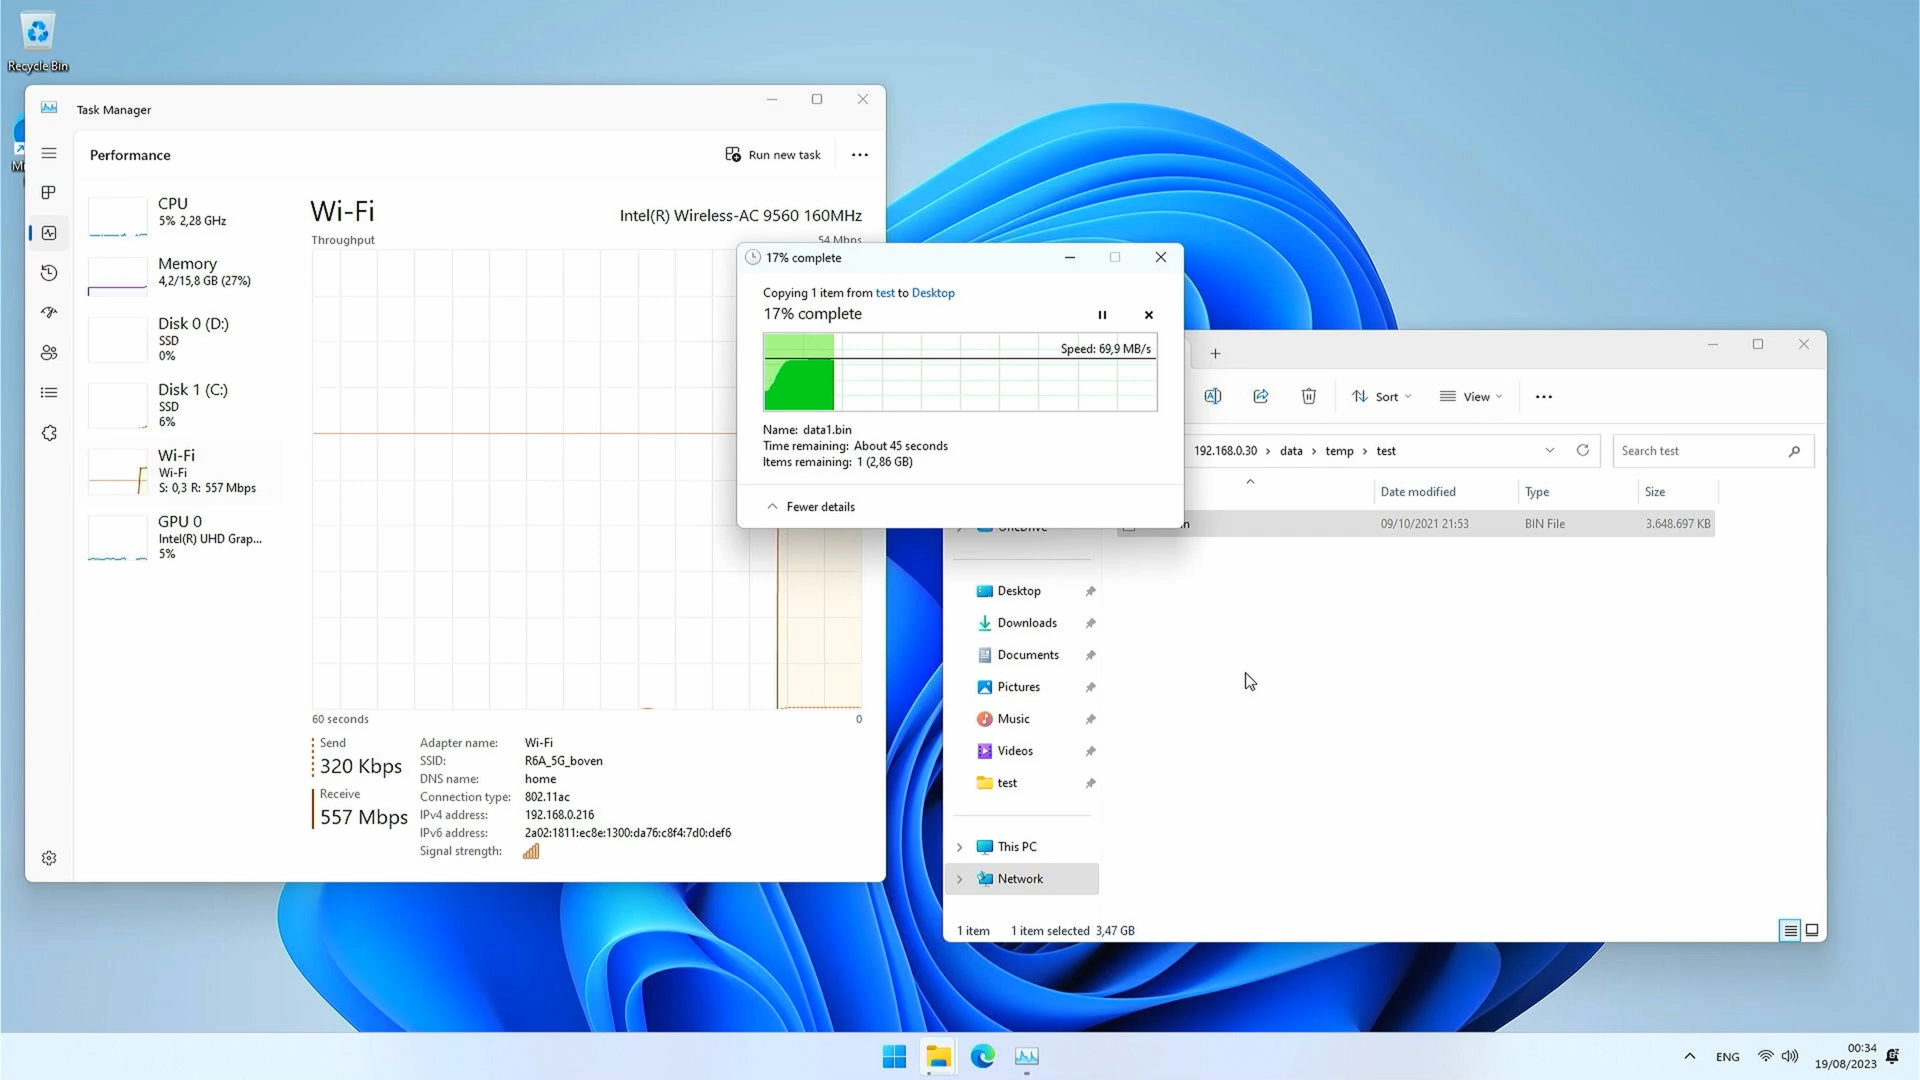 Recycle Bin
Task Manager
Performance
Run new task
CPU
5% 2,28 GHz
Memory
4,2/15,8 GB (27%)
Disk 0 (D:)
SSD
0%
Disk 1 (C:)
SSD
6%
Wi-Fi
Wi-Fi
S: 0,3 R: 557 Mbps
GPU 0
Intel(R) UHD Grap...
5%
Wi-Fi
Intel(R) Wireless-AC 9560 160MHz
Throughput
54 Mbps
60 seconds
0
Send
320 Kbps
Receive
557 Mbps
Adapter name: Wi-Fi
SSID: R6A_5G_boven
DNS name: home
Connection type: 802.11ac
IPv4 address: 192.168.0.216
IPv6 address: 2a02:1811:ec8e:1300:da76:c8f4:7d0:def6
Signal strength:
17% complete
Copying 1 item from test to Desktop
17% complete
Speed: 69,9 MB/s
Name: data1.bin
Time remaining: About 45 seconds
Items remaining: 1 (2,86 GB)
Fewer details
Sort
View
192.168.0.30 > data > temp > test
Search test
Date modified
Type
Size
OneDrive
09/10/2021 21:53
BIN File
3.648.697 KB
Desktop
Downloads
Documents
Pictures
Music
Videos
test
This PC
Network
1 item
1 item selected 3,47 GB
ENG
00:34
19/08/2023